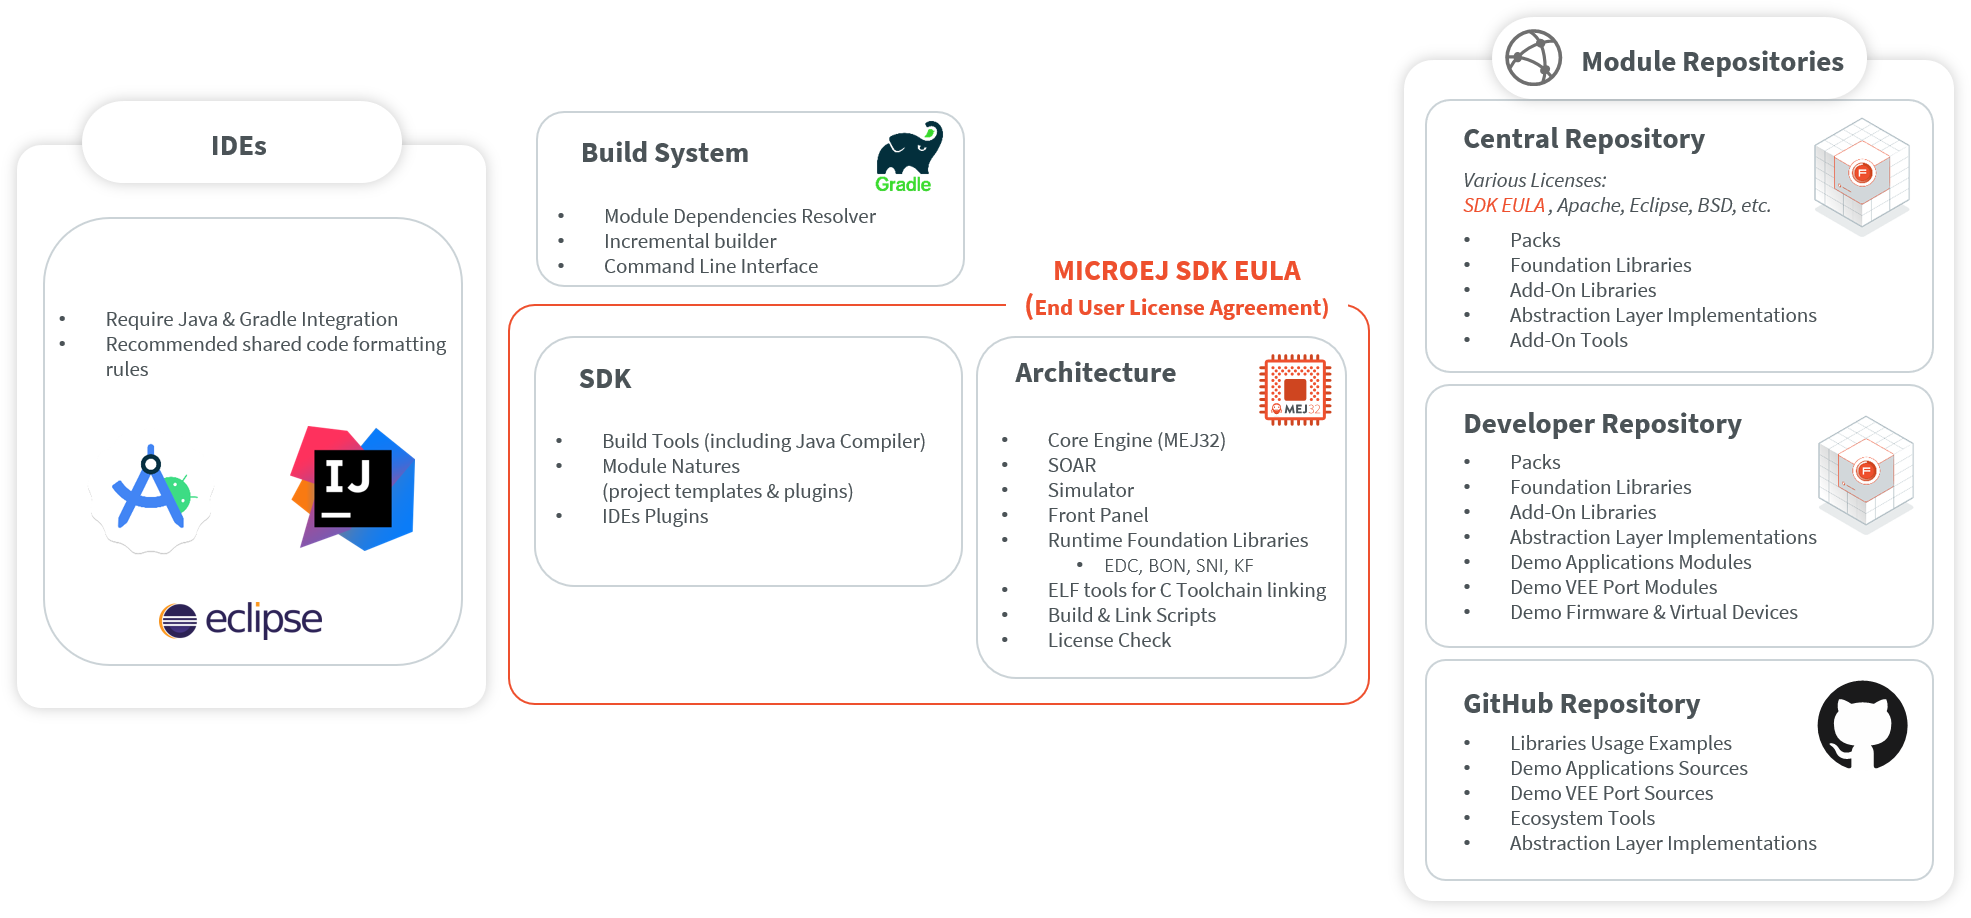 IDEs
• Require Java & Gradle Integration
• Recommended shared code formatting
rules
IJ
eclipse
Build System
Gradle
• Module Dependencies Resolver
• Incremental builder
• Command Line Interface
MICROEJ SDK EULA
(End User License Agreement)
SDK
• Build Tools (including Java Compiler)
• Module Natures
(project templates & plugins)
• IDEs Plugins
Architecture
MEJ32
• Core Engine (MEJ32)
• SOAR
• Simulator
• Front Panel
• Runtime Foundation Libraries
• EDC, BON, SNI, KF
• ELF tools for C Toolchain linking
• Build & Link Scripts
• License Check
Module Repositories
Central Repository
Various Licenses:
SDK EULA , Apache, Eclipse, BSD, etc.
• Packs
• Foundation Libraries
• Add-On Libraries
• Abstraction Layer Implementations
• Add-On Tools
Developer Repository
• Packs
• Foundation Libraries
• Add-On Libraries
• Abstraction Layer Implementations
• Demo Applications Modules
• Demo VEE Port Modules
• Demo Firmware & Virtual Devices
GitHub Repository
• Libraries Usage Examples
• Demo Applications Sources
• Demo VEE Port Sources
• Ecosystem Tools
• Abstraction Layer Implementations